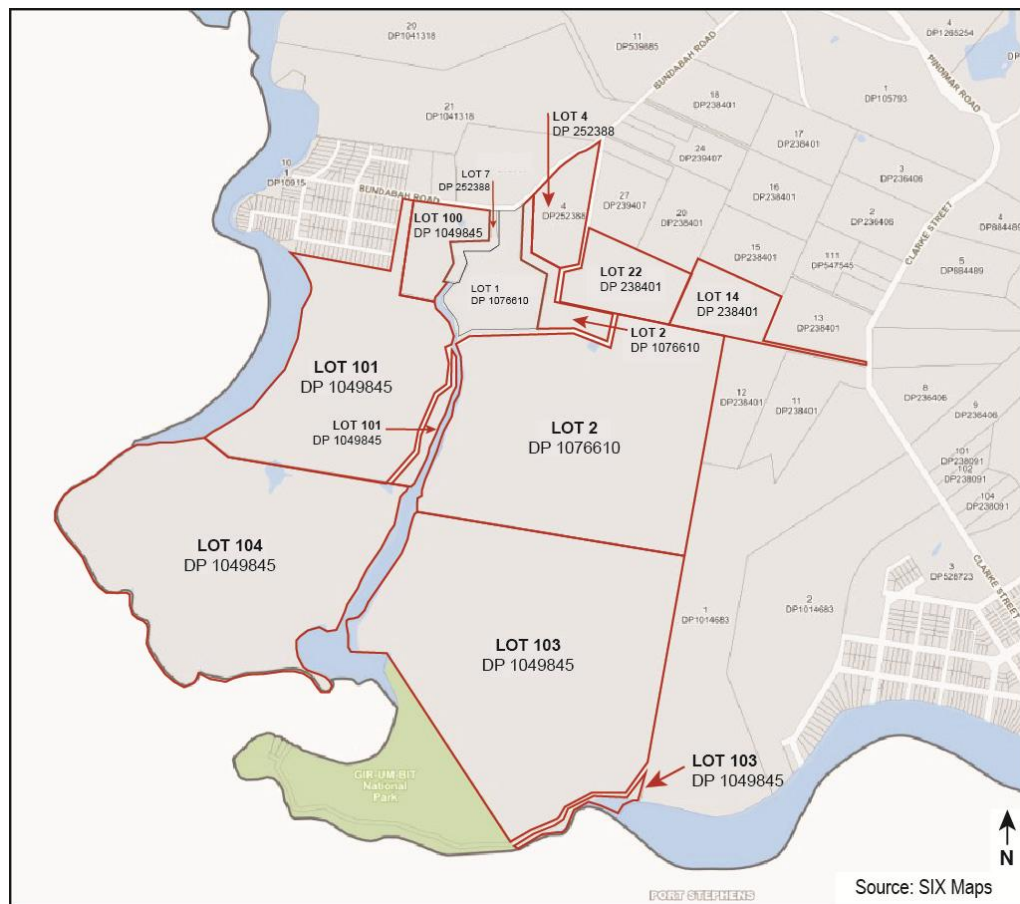 20
DP1041318
11
DP539885
4
DP1265254
BUNDABAH ROAD
PINDIMAR ROAD
1
DP105793
18
DP238401
21
DP1041318
LOT 4
DP 252388
17
DP238401
24
DP239407
3
DP236406
10
1
DP10915
LOT 7
DP 252388
BUNDABAH ROAD
16
DP238401
27
DP239407
4
DP252388
20
DP238401
2
DP236406
CLARKE STREET
4
DP884489
LOT 100
DP 1049845
15
DP238401
111
DP547545
5
DP884489
LOT 22
DP 238401
LOT 1
DP 1076610
LOT 14
DP 238401
13
DP238401
LOT 2
DP 1076610
LOT 101
DP 1049845
12
DP238401
11
DP238401
8
DP236406
9
DP236406
LOT 101
DP 1049845
LOT 2
DP 1076610
101
DP238091
102
DP238091
104
DP238091
LOT 104
DP 1049845
CLARKE STREET
3
DP528723
1
DP1014683
2
DP1014683
LOT 103
DP 1049845
LOT 103
DP 1049845
GIR-UM-BIT
National
Park
N
PORT STEPHENS
Source: SIX Maps